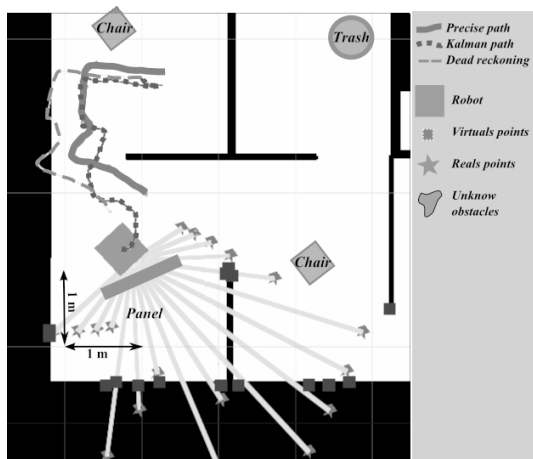 Chair
Trash
Precise path
Kalman path
Dead reckoning
Robot
Virtuals points
Reals points
Unknow
obstacles
Chair
1 m
Panel
1 m